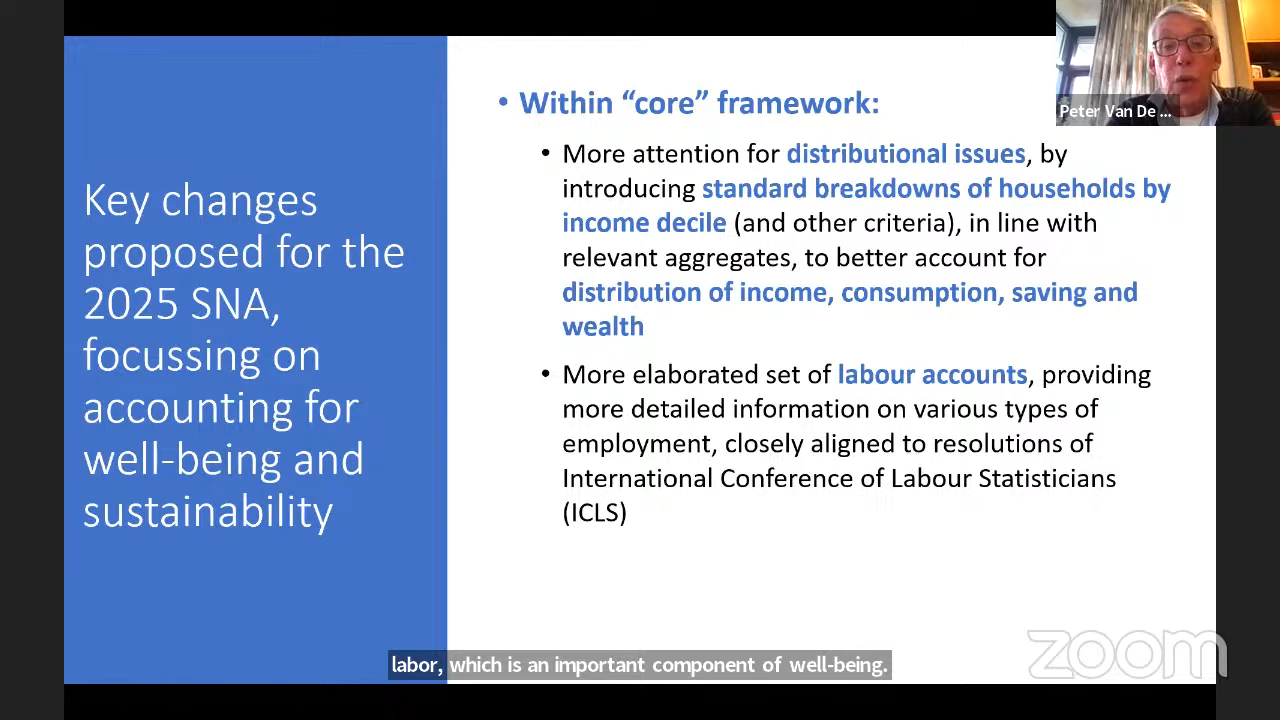 Key changes
proposed for the
2025 SNA,
focussing on
accounting for
well-being and
sustainability
• Within “core” framework:
• More attention for distributional issues, by
introducing standard breakdowns of households by
income decile (and other criteria), in line with
relevant aggregates, to better account for
distribution of income, consumption, saving and
wealth
• More elaborated set of labour accounts, providing
more detailed information on various types of
employment, closely aligned to resolutions of
International Conference of Labour Statisticians
(ICLS)
Peter Van De ...
labor, which is an important component of well-being.
zoom